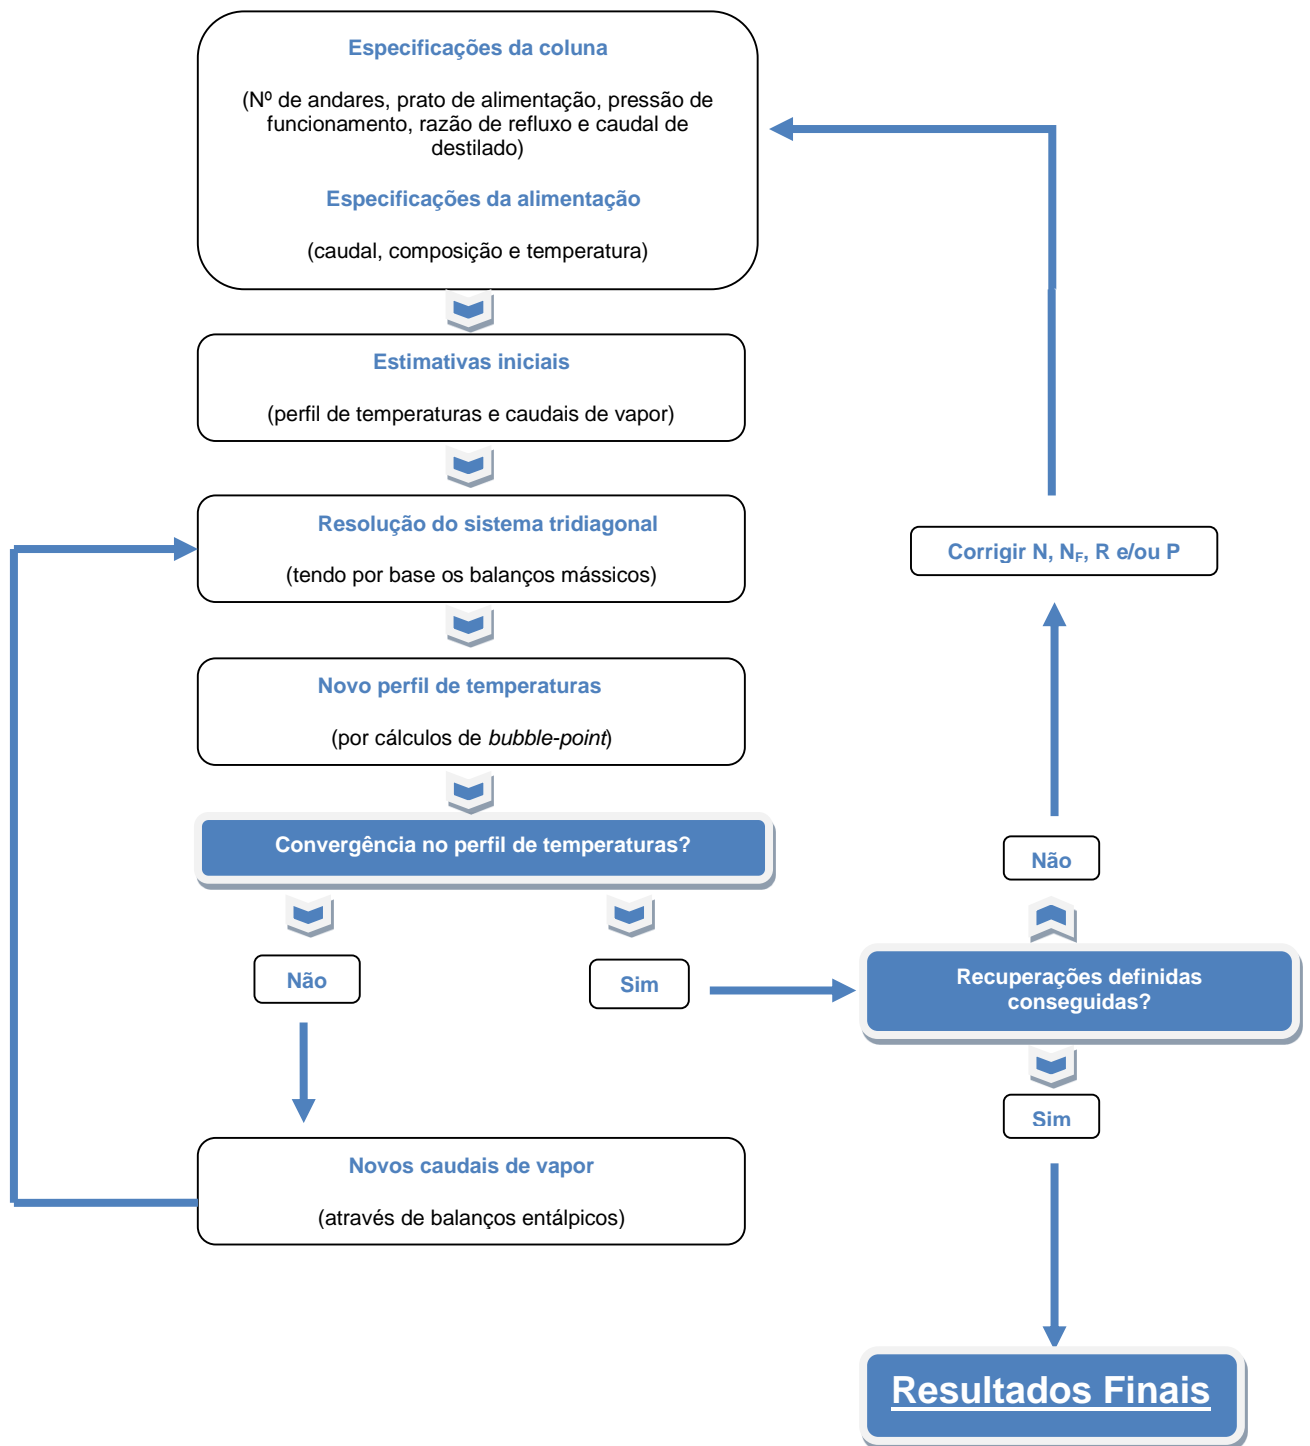 Especificações da coluna
(Nº de andares, prato de alimentação, pressão de
funcionamento, razão de refluxo e caudal de
destilado)
Especificações da alimentação
(caudal, composição e temperatura)
Estimativas iniciais
(perfil de temperaturas e caudais de vapor)
Resolução do sistema tridiagonal
(tendo por base os balanços mássicos)
Novo perfil de temperaturas
(por cálculos de bubble-point)
Convergência no perfil de temperaturas?
Não
Sim
Novos caudais de vapor
(através de balanços entálpicos)
Corrigir N, NF, R e/ou P
Não
Recuperações definidas
conseguidas?
Sim
Resultados Finais